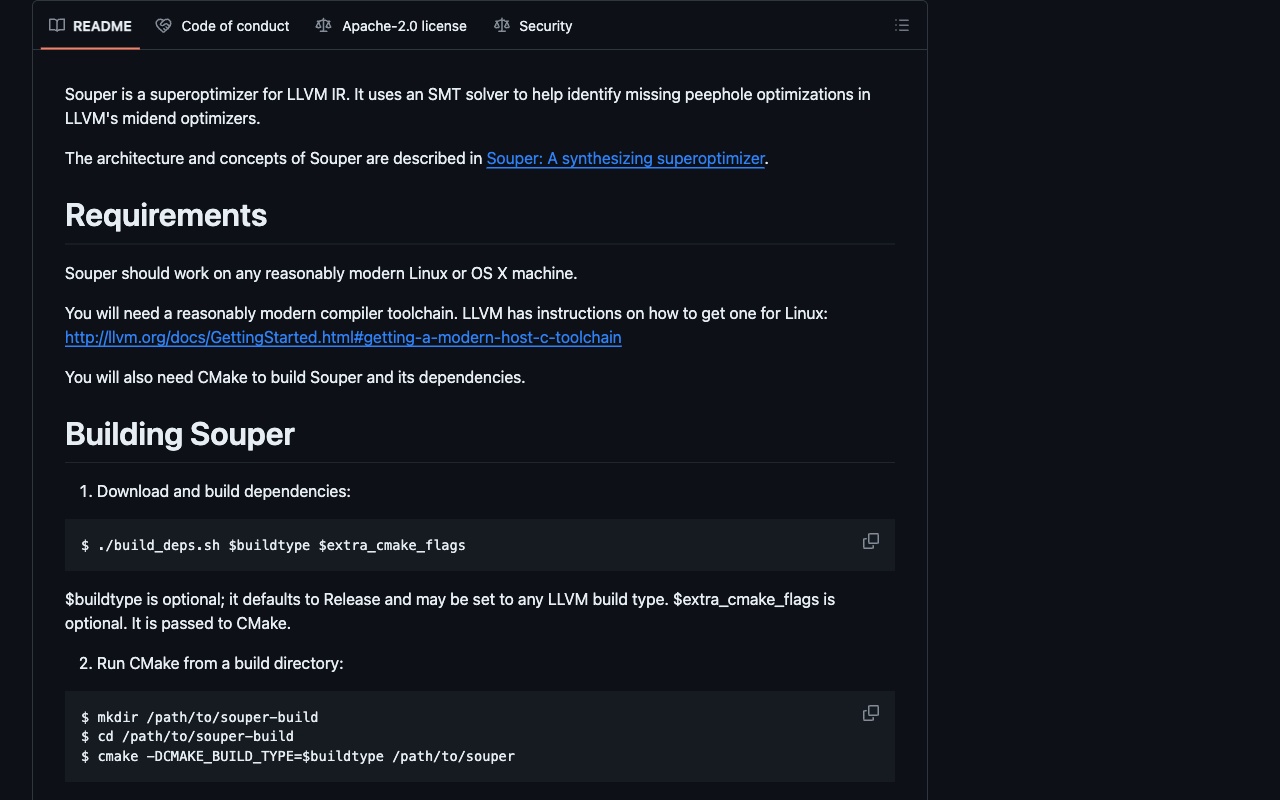 README
Code of conduct
Apache-2.0 license
Security
Souper is a superoptimizer for LLVM IR. It uses an SMT solver to help identify missing peephole optimizations in
LLVM's midend optimizers.
The architecture and concepts of Souper are described in Souper: A synthesizing superoptimizer.
Requirements
Souper should work on any reasonably modern Linux or OS X machine.
You will need a reasonably modern compiler toolchain. LLVM has instructions on how to get one for Linux:
http://llvm.org/docs/GettingStarted.html#getting-a-modern-host-c-toolchain
You will also need CMake to build Souper and its dependencies.
Building Souper
1. Download and build dependencies:
$ ./build_deps.sh $buildtype $extra_cmake_flags
$buildtype is optional; it defaults to Release and may be set to any LLVM build type. $extra_cmake_flags is
optional. It is passed to CMake.
2. Run CMake from a build directory:
$ mkdir /path/to/souper-build
$ cd /path/to/souper-build
$ cmake -DCMAKE_BUILD_TYPE=$buildtype /path/to/souper